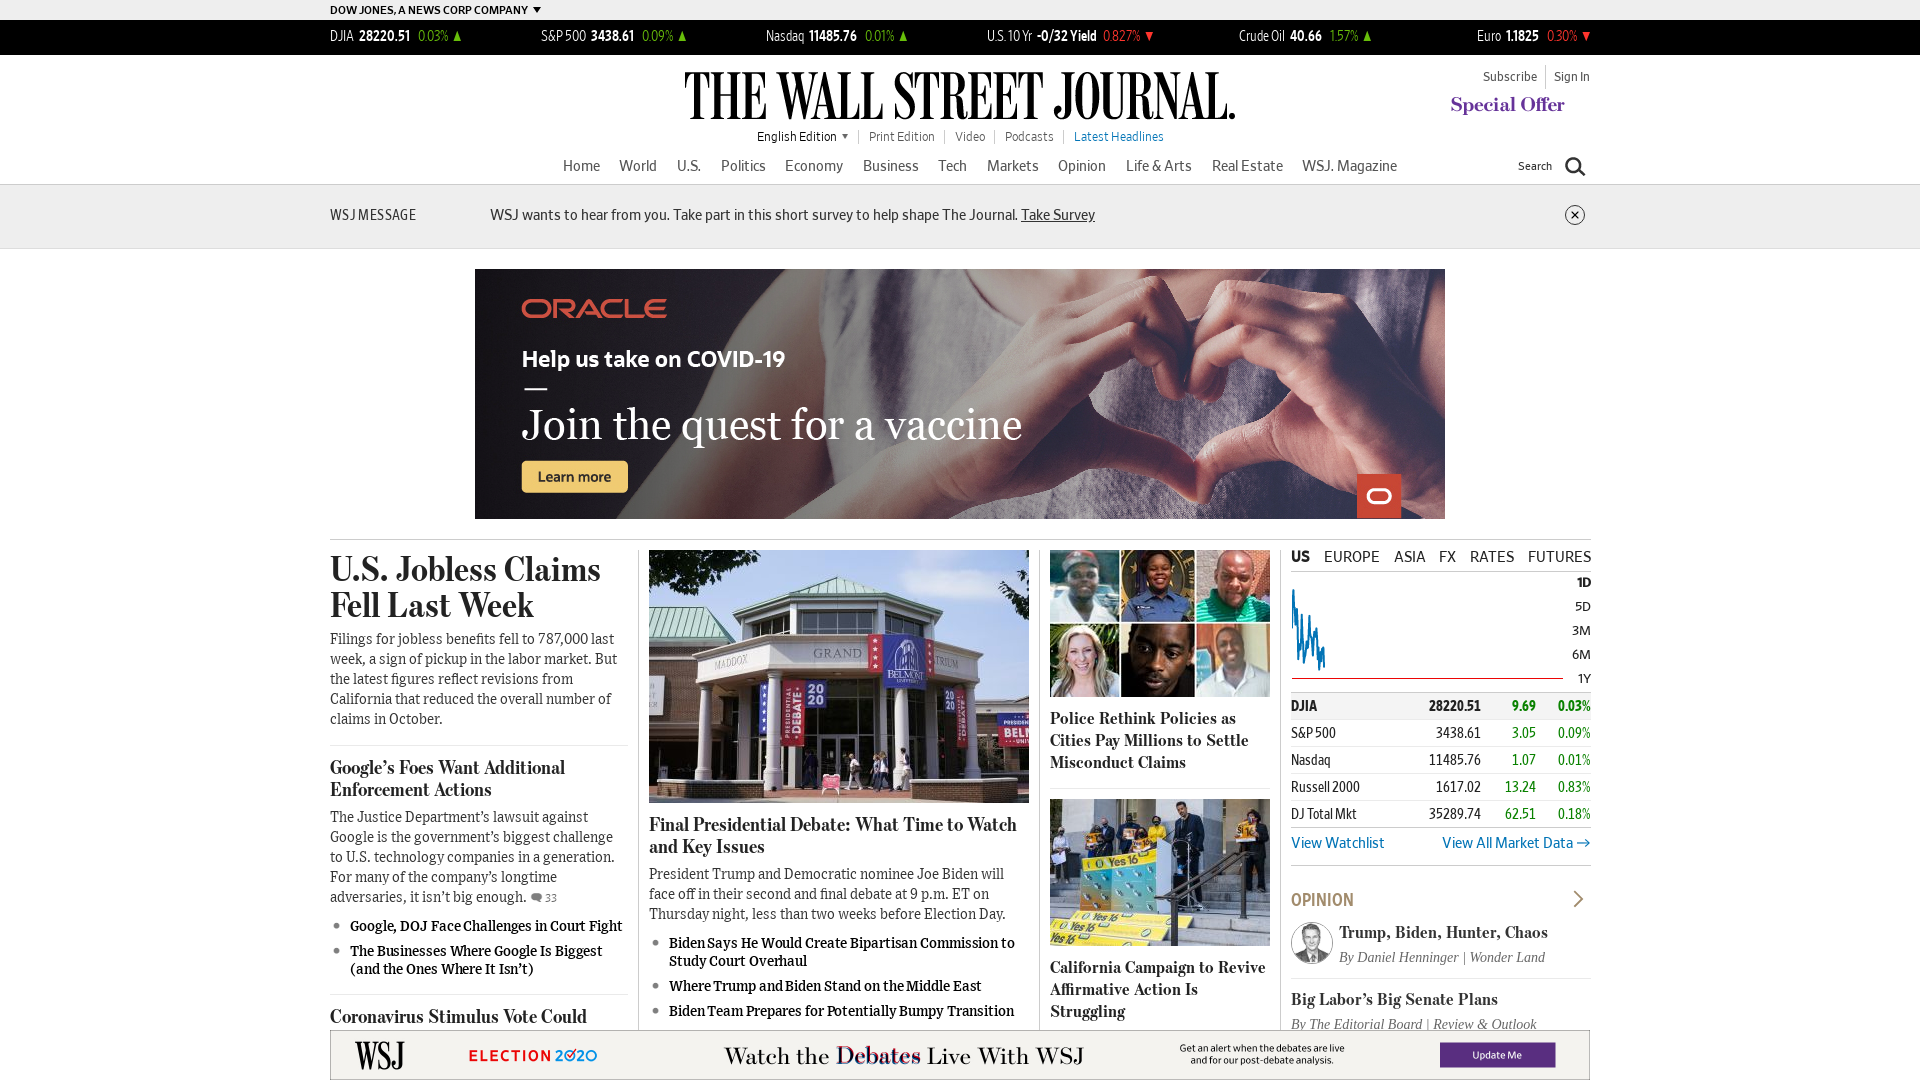 DOW JONES, A NEWS CORP COMPANY
DJIA 28220.51 0.03%
S&P 500 3438.61 0.09%
Nasdaq 11485.76 0.01%
U.S. 10 Yr -0/32 Yield 0.827%
Crude Oil 40.66 1.57%
Euro 1.1825 0.30%
THE WALL STREET JOURNAL.
Subscribe
Sign In
Special Offer
English Edition
Print Edition
Video
Podcasts
Latest Headlines
Home World U.S. Politics Economy Business Tech Markets Opinion Life & Arts Real Estate WSJ. Magazine
Search
WSJ MESSAGE
WSJ wants to hear from you. Take part in this short survey to help shape The Journal. Take Survey
ORACLE
Help us take on COVID-19
Join the quest for a vaccine
Learn more
U.S. Jobless Claims
Fell Last Week
Filings for jobless benefits fell to 787,000 last
week, a sign of pickup in the labor market. But
the latest figures reflect revisions from
California that reduced the overall number of
claims in October.
Google’s Foes Want Additional
Enforcement Actions
The Justice Department’s lawsuit against
Google is the government’s biggest challenge
to U.S. technology companies in a generation.
For many of the company’s longtime
adversaries, it isn’t big enough. 33
Google, DOJ Face Challenges in Court Fight
The Businesses Where Google Is Biggest
(and the Ones Where It Isn’t)
Coronavirus Stimulus Vote Could
MADDOX GRAND ATRIUM
BELMONT
UNIVERSITY
PRESIDENTIAL
DEBATE
2020
Final Presidential Debate: What Time to Watch
and Key Issues
President Trump and Democratic nominee Joe Biden will
face off in their second and final debate at 9 p.m. ET on
Thursday night, less than two weeks before Election Day.
Biden Says He Would Create Bipartisan Commission to
Study Court Overhaul
Where Trump and Biden Stand on the Middle East
Biden Team Prepares for Potentially Bumpy Transition
Police Rethink Policies as
Cities Pay Millions to Settle
Misconduct Claims
Yes 16
Yes 16
Yes 16
California Campaign to Revive
Affirmative Action Is
Struggling
US EUROPE ASIA FX RATES FUTURES
1D
5D
3M
6M
1Y
DJIA 28220.51 9.69 0.03%
S&P 500 3438.61 3.05 0.09%
Nasdaq 11485.76 1.07 0.01%
Russell 2000 1617.02 13.24 0.83%
DJ Total Mkt 35289.74 62.51 0.18%
View Watchlist
View All Market Data
OPINION
Trump, Biden, Hunter, Chaos
By Daniel Henninger | Wonder Land
Big Labor’s Big Senate Plans
By The Editorial Board | Review & Outlook
WSJ
ELECTION 2020
Watch the Debates Live With WSJ
Get an alert when the debates are live
and for our post-debate analysis.
Update Me